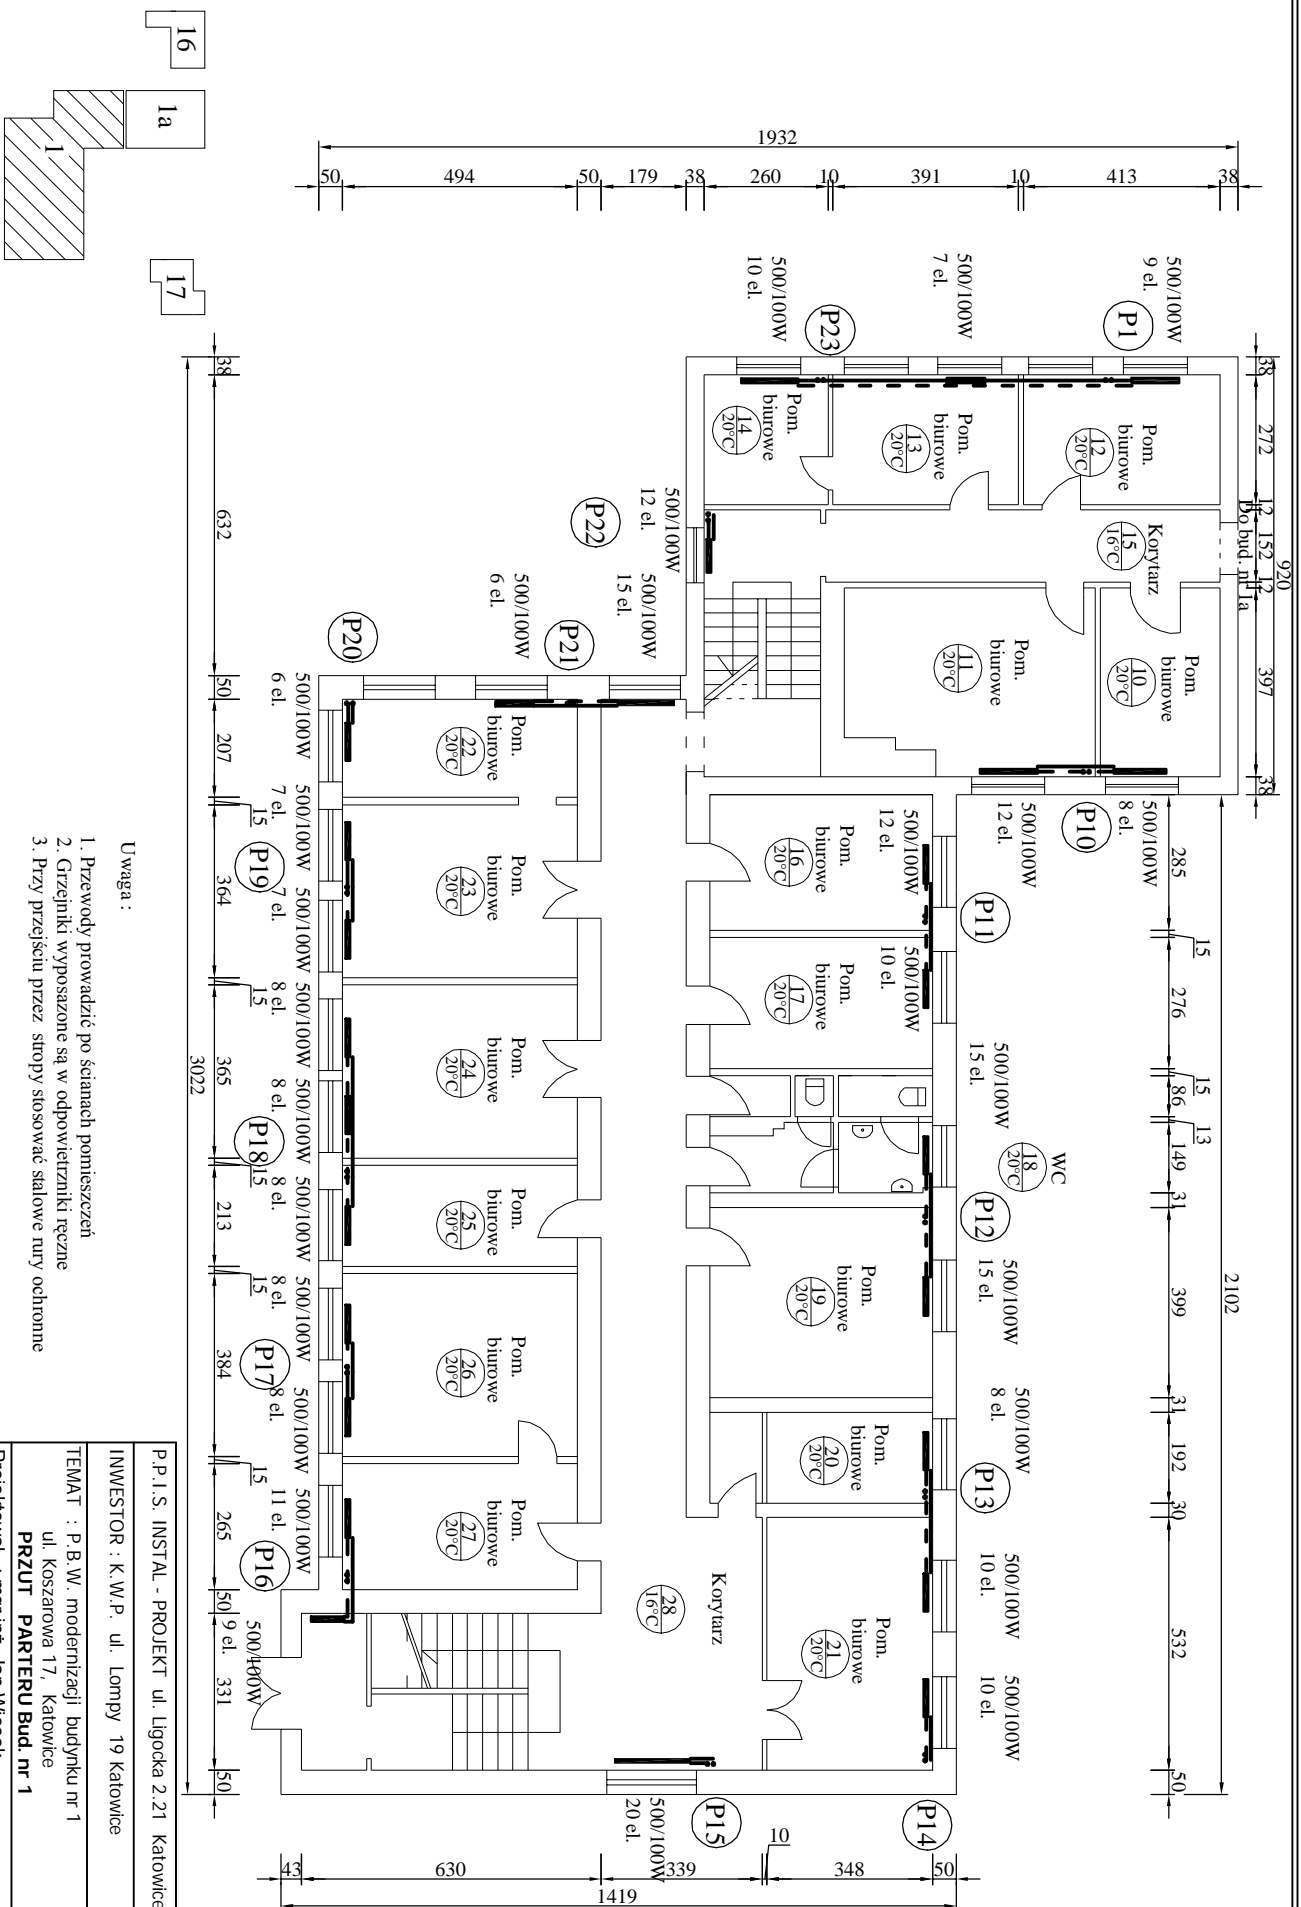 16
1a
1
17
1932
50
494
50
179
38
260
10
391
10
413
38
500/100W
9 el.
500/100W
7 el.
500/100W
10 el.
P1
P23
P22
P21
P20
500/100W
12 el.
500/100W
15 el.
500/100W
6 el.
38
272
12
152
12
397
38
920
Do bud. nr 1a
Pom.
biurowe
12
20°C
Pom.
biurowe
13
20°C
Pom.
biurowe
14
20°C
Korytarz
15
16°C
Pom.
biurowe
10
20°C
Pom.
biurowe
11
20°C
500/100W
8 el.
P10
500/100W
12 el.
2102
285
15
276
15
86
13
149
31
399
31
192
30
532
50
P11
500/100W
12 el.
500/100W
10 el.
500/100W
15 el.
WC
18
20°C
P12
500/100W
15 el.
500/100W
8 el.
P13
500/100W
10 el.
500/100W
10 el.
P14
Pom.
biurowe
16
20°C
Pom.
biurowe
17
20°C
Pom.
biurowe
19
20°C
Pom.
biurowe
20
20°C
Pom.
biurowe
21
20°C
Korytarz
28
16°C
P15
500/100W
20 el.
Pom.
biurowe
22
20°C
Pom.
biurowe
23
20°C
Pom.
biurowe
24
20°C
Pom.
biurowe
25
20°C
Pom.
biurowe
26
20°C
Pom.
biurowe
27
20°C
500/100W
6 el.
500/100W
7 el.
P19
500/100W
7 el.
500/100W
8 el.
500/100W
8 el.
P18
500/100W
8 el.
500/100W
8 el.
P17
500/100W
8 el.
500/100W
11 el.
P16
500/100W
9 el.
38
632
50
207
15
364
15
365
15
213
15
384
15
265
50
331
50
3022
43
630
339
10
348
50
1419
Uwaga :
1. Przewody prowadzić po ścianach pomieszczeń
2. Grzejniki wyposazone są w odpowietrzniki ręczne
3. Przy przejściu przez stropy stosować stalowe rury ochronne
P.P.I.S. INSTAL - PROJEKT ul. Ligocka 2.21 Katowice
INWESTOR : K.W.P. ul. Lompy 19 Katowice
TEMAT : P.B.W. modernizacji budynku nr 1
ul. Koszarowa 17, Katowice
PRZUT PARTERU Bud. nr 1